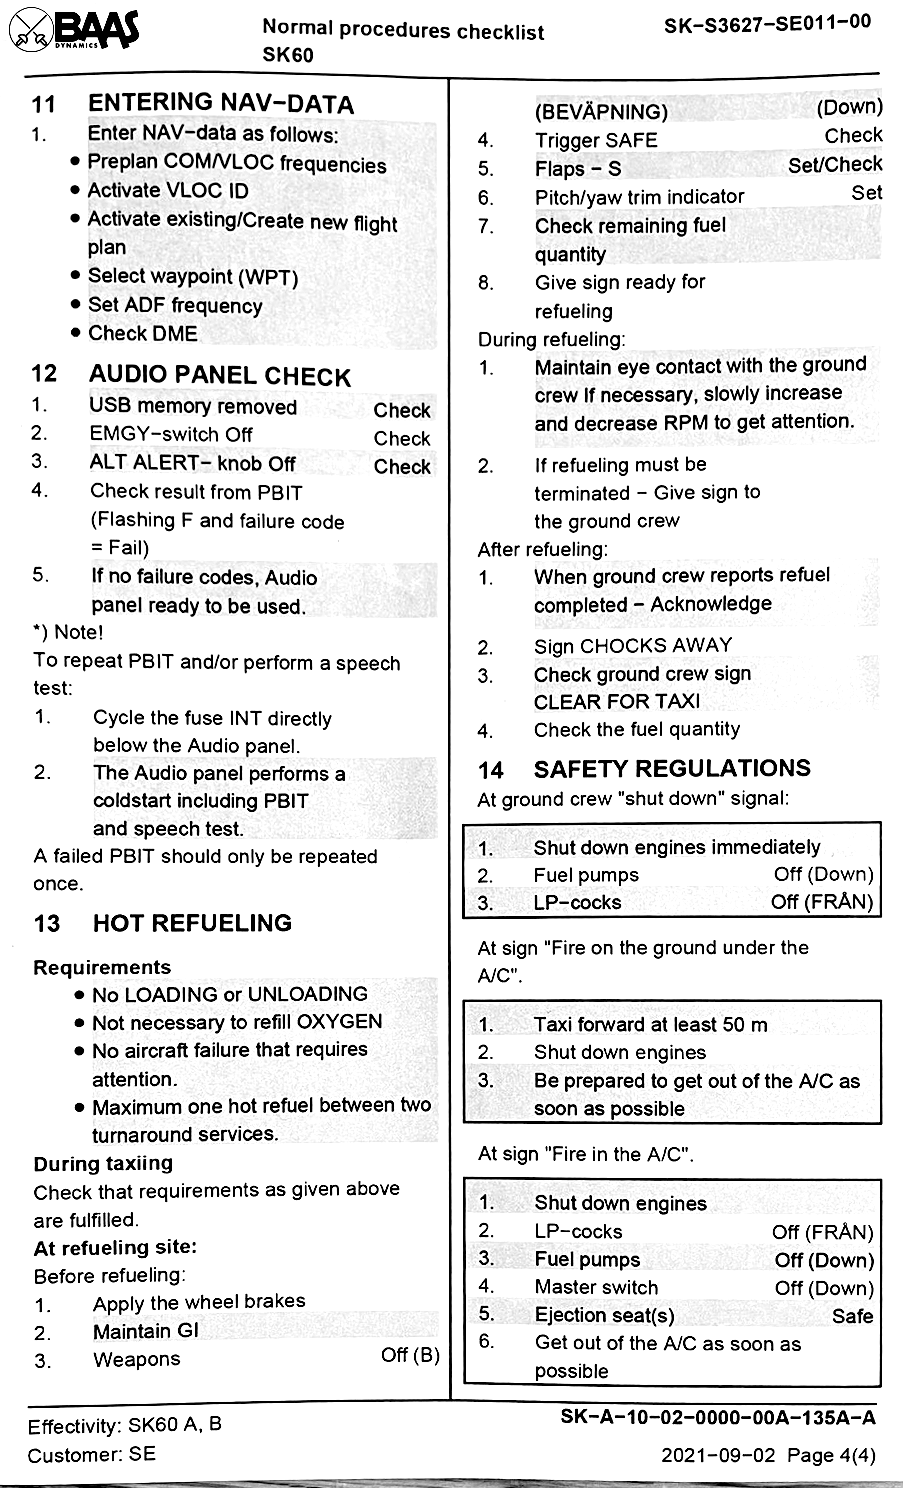 BAAS
DYNAMICS
Normal procedures checklist
SK60
SK-S3627-SE011-00
11 ENTERING NAV-DATA
1. Enter NAV-data as follows:
• Preplan COM/VLOC frequencies
• Activate VLOC ID
• Activate existing/Create new flight
plan
• Select waypoint (WPT)
• Set ADF frequency
• Check DME
12 AUDIO PANEL CHECK
1. USB memory removed Check
2. EMGY-switch Off Check
3. ALT ALERT- knob Off Check
4. Check result from PBIT
(Flashing F and failure code
= Fail)
5. If no failure codes, Audio
panel ready to be used.
*) Note!
To repeat PBIT and/or perform a speech
test:
1. Cycle the fuse INT directly
below the Audio panel.
2. The Audio panel performs a
coldstart including PBIT
and speech test.
A failed PBIT should only be repeated
once.
13 HOT REFUELING
Requirements
• No LOADING or UNLOADING
• Not necessary to refill OXYGEN
• No aircraft failure that requires
attention.
• Maximum one hot refuel between two
turnaround services.
During taxiing
Check that requirements as given above
are fulfilled.
At refueling site:
Before refueling:
1. Apply the wheel brakes
2. Maintain GI
3. Weapons Off (B)
(BEVÄPNING) (Down)
4. Trigger SAFE Check
5. Flaps - S Set/Check
6. Pitch/yaw trim indicator Set
7. Check remaining fuel
quantity
8. Give sign ready for
refueling
During refueling:
1. Maintain eye contact with the ground
crew If necessary, slowly increase
and decrease RPM to get attention.
2. If refueling must be
terminated - Give sign to
the ground crew
After refueling:
1. When ground crew reports refuel
completed - Acknowledge
2. Sign CHOCKS AWAY
3. Check ground crew sign
CLEAR FOR TAXI
4. Check the fuel quantity
14 SAFETY REGULATIONS
At ground crew "shut down" signal:
1. Shut down engines immediately
2. Fuel pumps Off (Down)
3. LP-cocks Off (FRÅN)
At sign "Fire on the ground under the
A/C".
1. Taxi forward at least 50 m
2. Shut down engines
3. Be prepared to get out of the A/C as
soon as possible
At sign "Fire in the A/C".
1. Shut down engines
2. LP-cocks Off (FRÅN)
3. Fuel pumps Off (Down)
4. Master switch Off (Down)
5. Ejection seat(s) Safe
6. Get out of the A/C as soon as
possible
Effectivity: SK60 A, B
Customer: SE
SK-A-10-02-0000-00A-135A-A
2021-09-02 Page 4(4)